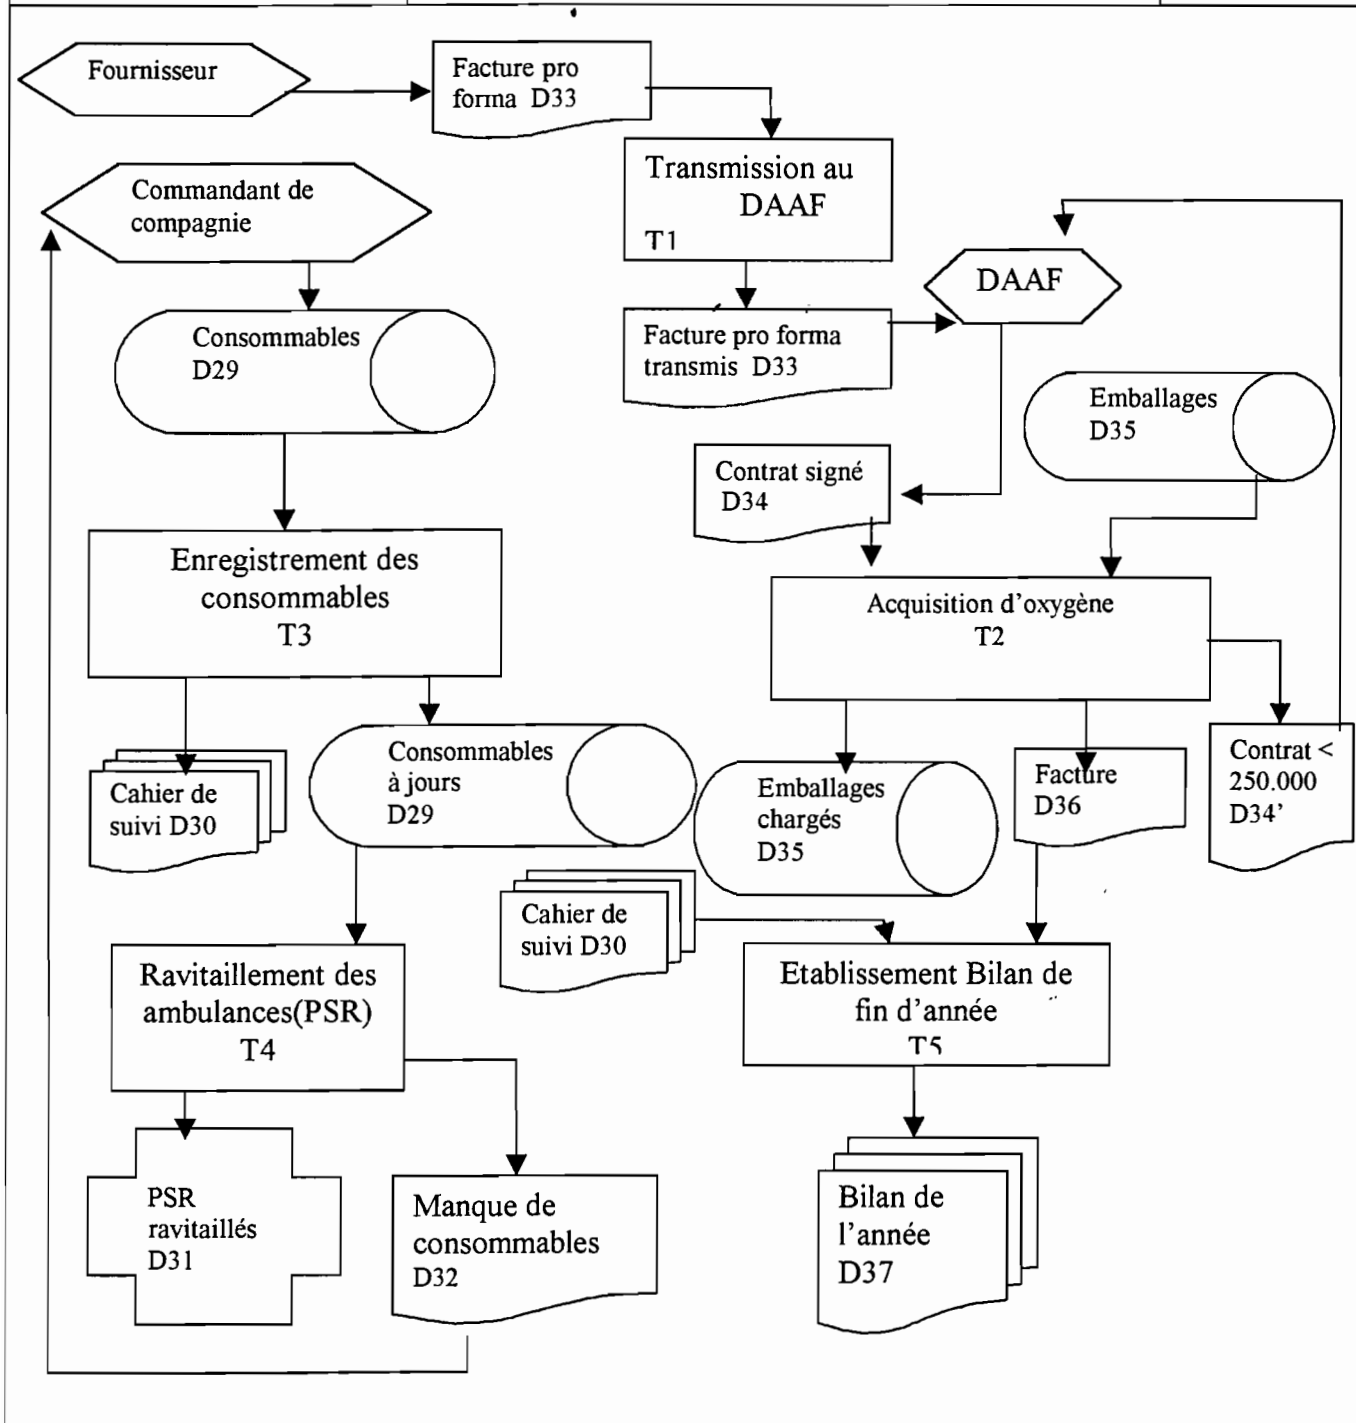 Fournisseur
Facture pro
forma D33
Transmission au
DAAF
T1
Commandant de
compagnie
DAAF
Consommables
D29
Facture pro forma
transmis D33
Emballages
D35
Contrat signé
D34
Enregistrement des
consommables
T3
Acquisition d'oxygène
T2
Cahier de
suivi D30
Consommables
à jours
D29
Emballages
chargés
D35
Facture
D36
Contrat <
250.000
D34'
Cahier de
suivi D30
Ravitaillement des
ambulances(PSR)
T4
Etablissement Bilan de
fin d'année
T5
PSR
ravitaillés
D31
Manque de
consommables
D32
Bilan de
l'année
D37